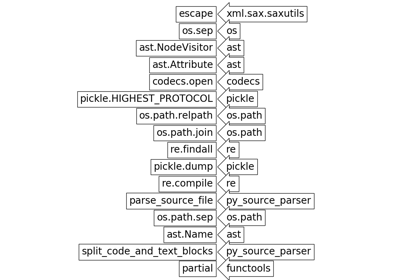 escape xml.sax.saxutils
os.sep os
ast.NodeVisitor ast
ast.Attribute ast
codecs.open codecs
pickle.HIGHEST_PROTOCOL pickle
os.path.relpath os.path
os.path.join os.path
re.findall re
pickle.dump pickle
re.compile re
parse_source_file py_source_parser
os.path.sep os.path
ast.Name ast
split_code_and_text_blocks py_source_parser
partial functools